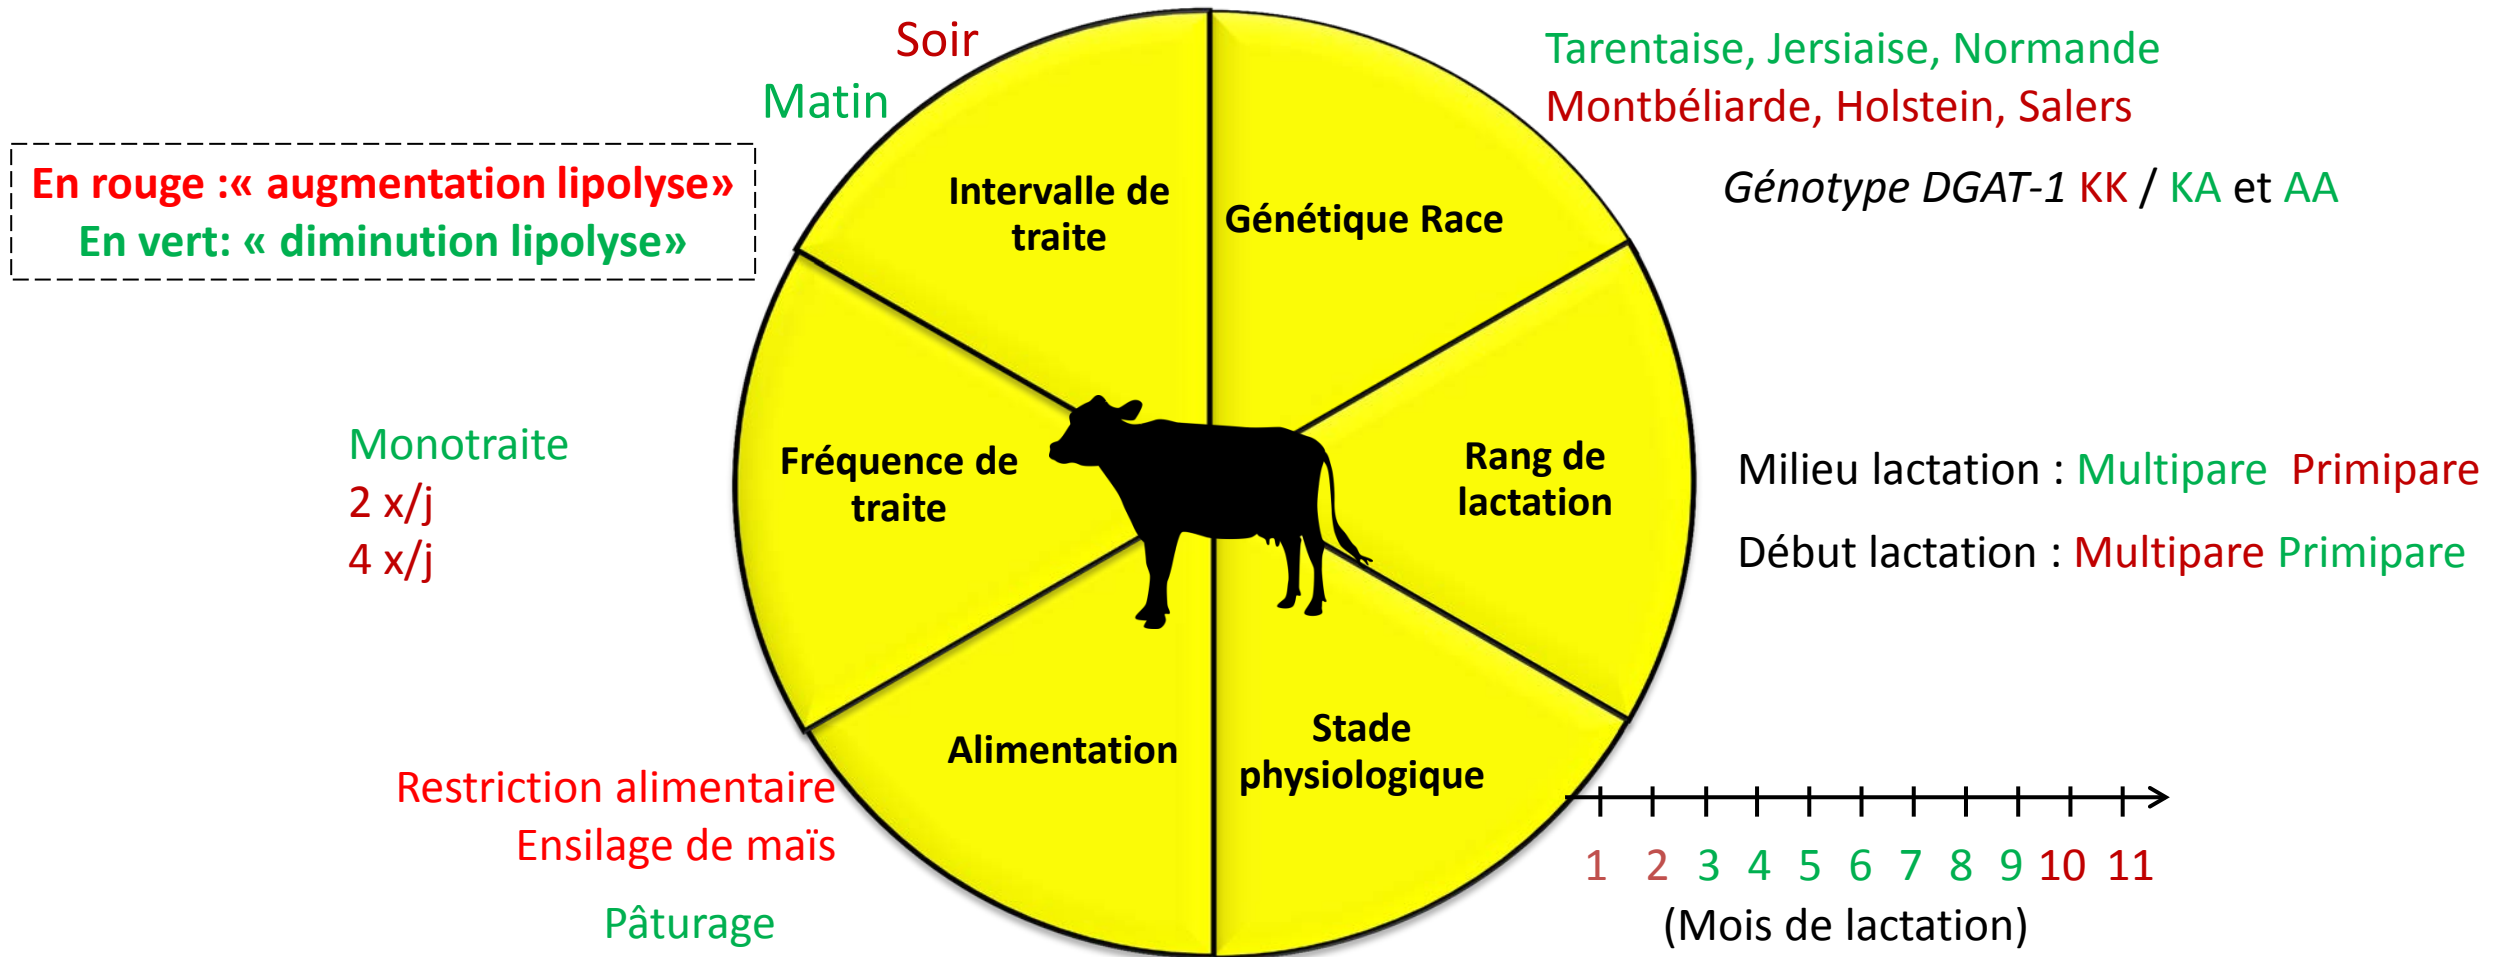 Soir
Matin
En rouge :« augmentation lipolyse»
En vert: « diminution lipolyse»
Tarentaise, Jersiaise, Normande
Montbéliarde, Holstein, Salers
Génotype DGAT-1 KK / KA et AA
Intervalle de
traite
Génétique Race
Monotraite
2 x/j
4 x/j
Fréquence de
traite
Rang de
lactation
Milieu lactation : Multipare Primipare
Début lactation : Multipare Primipare
Alimentation
Stade
physiologique
Restriction alimentaire
Ensilage de maïs
Pâturage
1 2 3 4 5 6 7 8 9 10 11
(Mois de lactation)